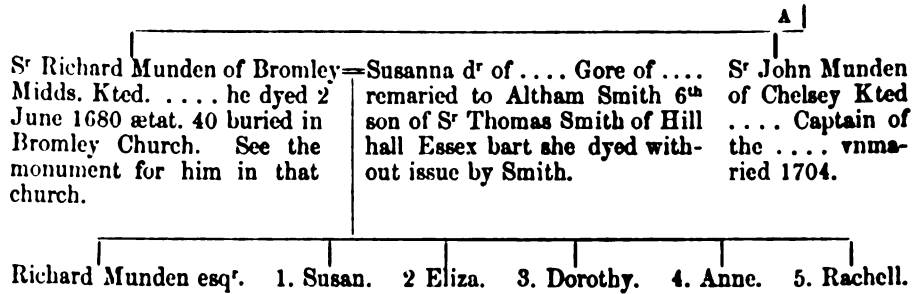 A
Sʳ Richard Munden of Bromley=
Midds. Kted. ..... he dyed 2
June 1680 ætat. 40 buried in
Bromley Church. See the
monument for him in that
church.
Susanna dʳ of .... Gore of ....
remaried to Altham Smith 6ᵗʰ
son of Sʳ Thomas Smith of Hill
hall Essex bart she dyed with-
out issue by Smith.
Sʳ John Munden
of Chelsey Kted
.... Captain of
the .... vnma-
ried 1704.
Richard Munden esqʳ. 1. Susan. 2 Eliza. 3. Dorothy. 4. Anne. 5. Rachell.